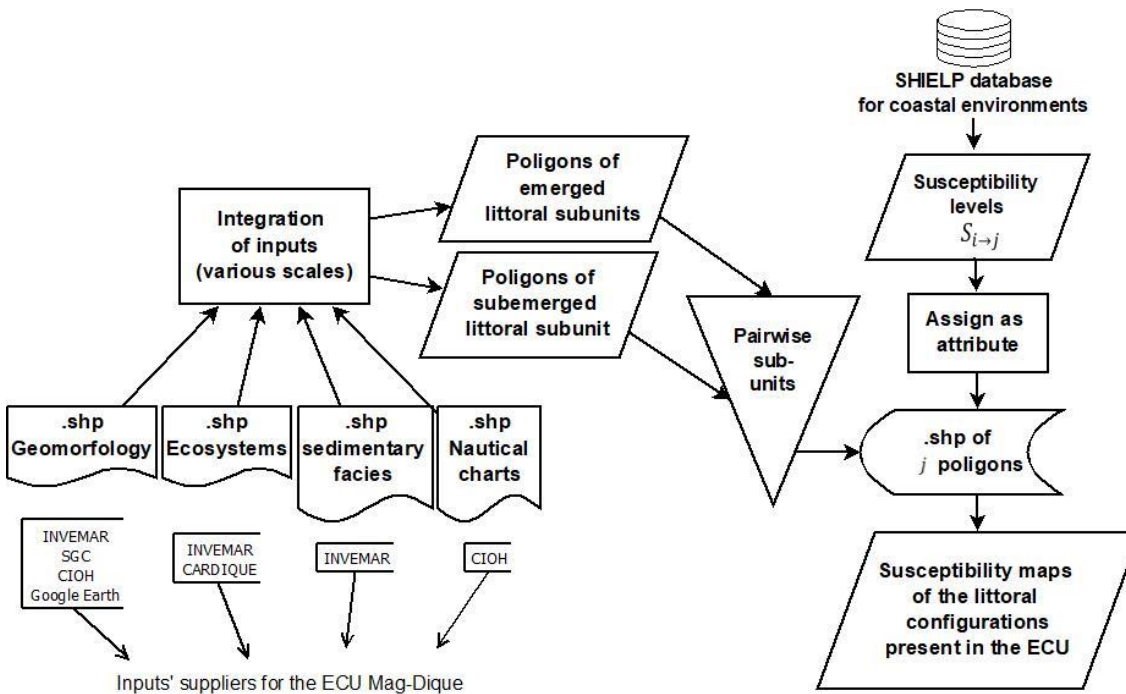 SHIELP database
for coastal environments
Poligons of
emerged
littoral subunits
Susceptibility
levels
S i→j
Integration
of inputs
(various scales)
Poligons of
subemerged
littoral subunit
Assign as
attribute
Pairwise
sub-
units
.shp
Geomorfology
.shp
Ecosystems
.shp
sedimentary
facies
.shp
Nautical
charts
.shp of
j poligons
INVEMAR
SGC
CIOH
Google Earth
INVEMAR
CARDIQUE
INVEMAR
CIOH
Susceptibility maps
of the littoral
configurations
present in the ECU
Inputs' suppliers for the ECU Mag-Dique